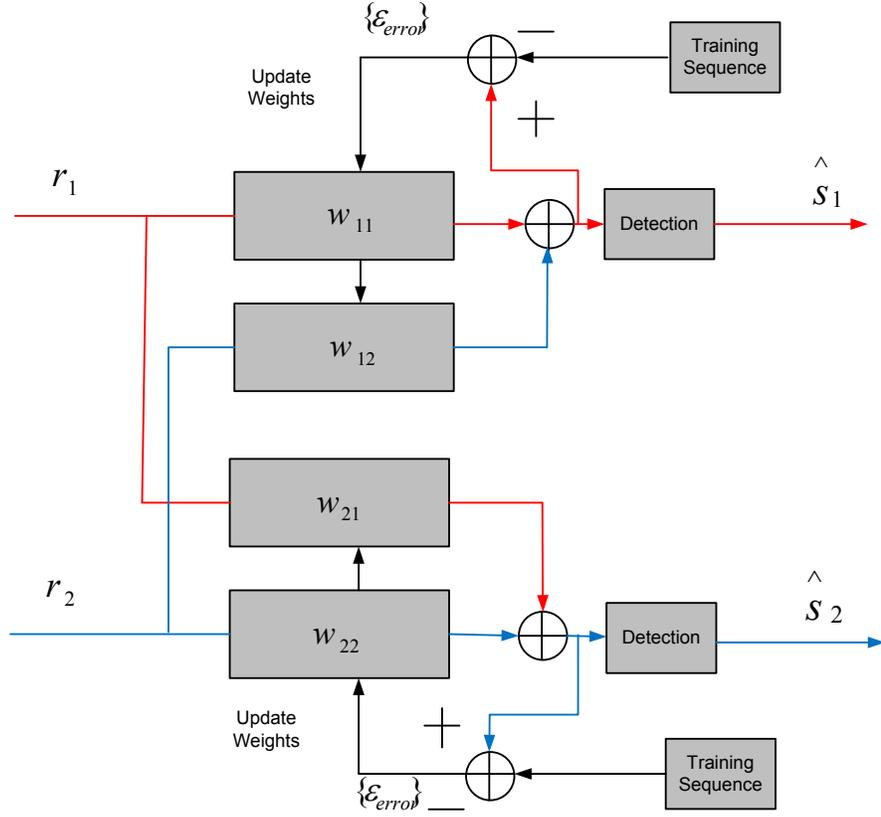 {ε_error}
−
Training
Sequence
Update
Weights
+
r_1
^
s_1
w_11
Detection
w_12
w_21
r_2
^
s_2
w_22
Detection
Update
Weights
+
Training
Sequence
{ε_error}
−